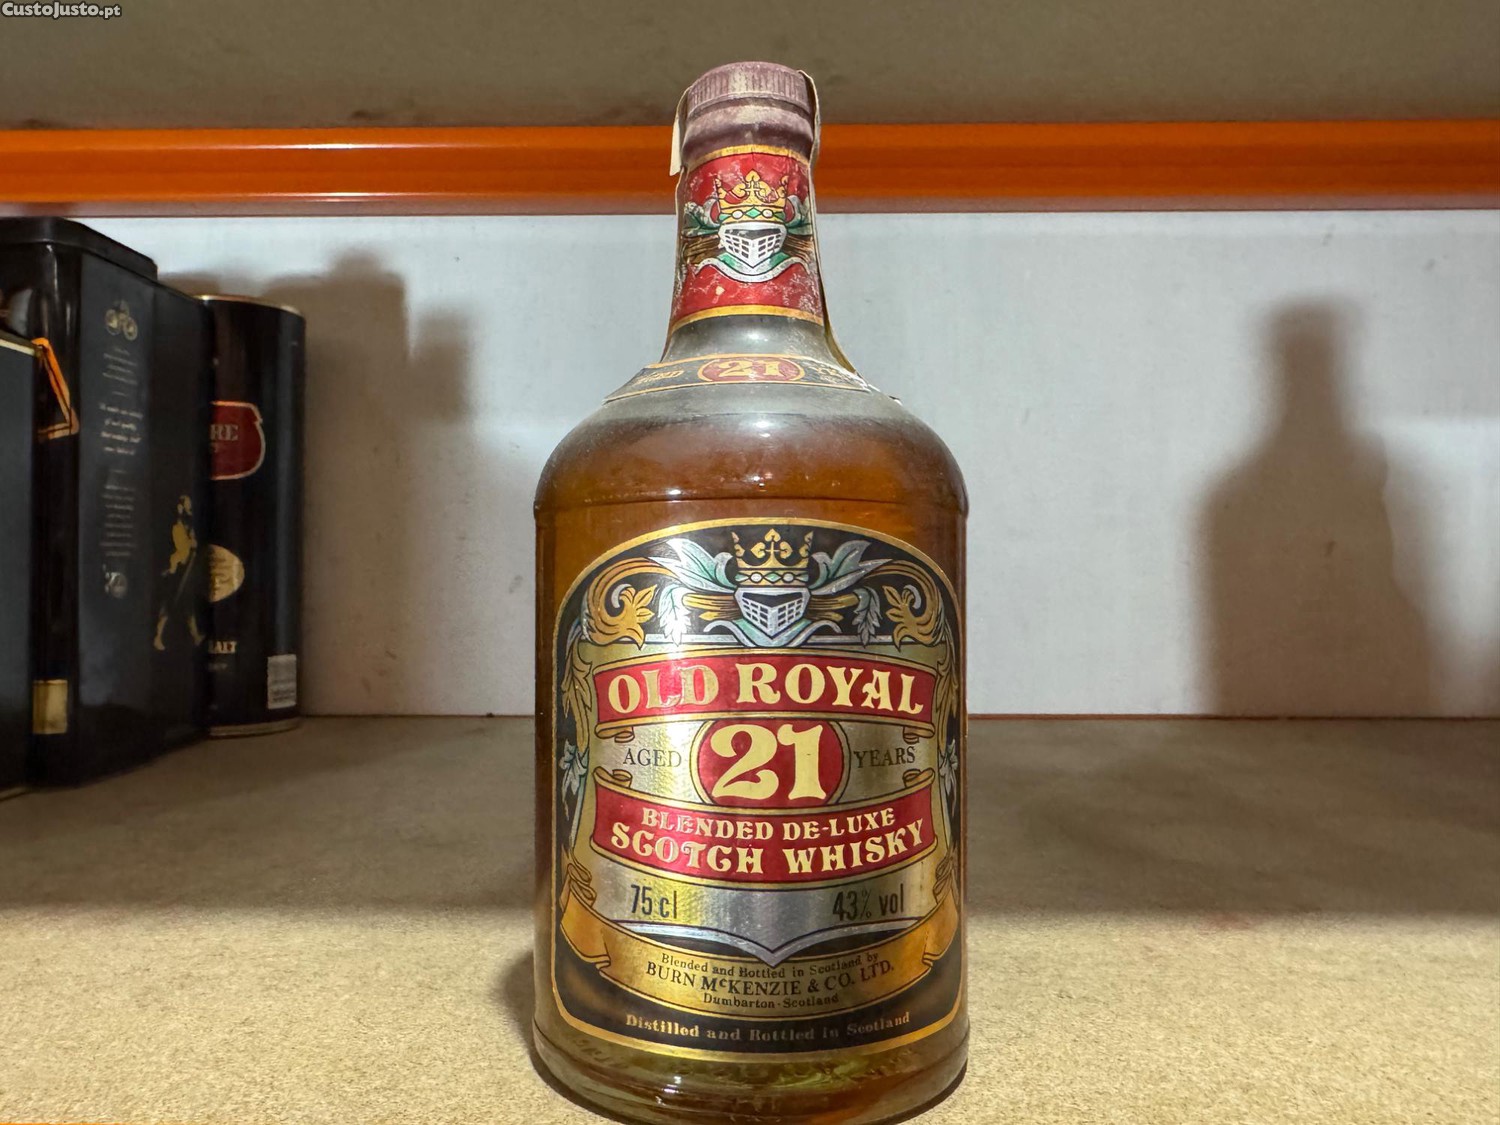 CustoJusto.pt
21
OLD ROYAL
AGED 21 YEARS
BLENDED DE-LUXE
SCOTCH WHISKY
75 cl 43% vol
Blended and Bottled in Scotland by
BURN McKENZIE & CO. LTD.
Dumbarton-Scotland
Distilled and Bottled in Scotland